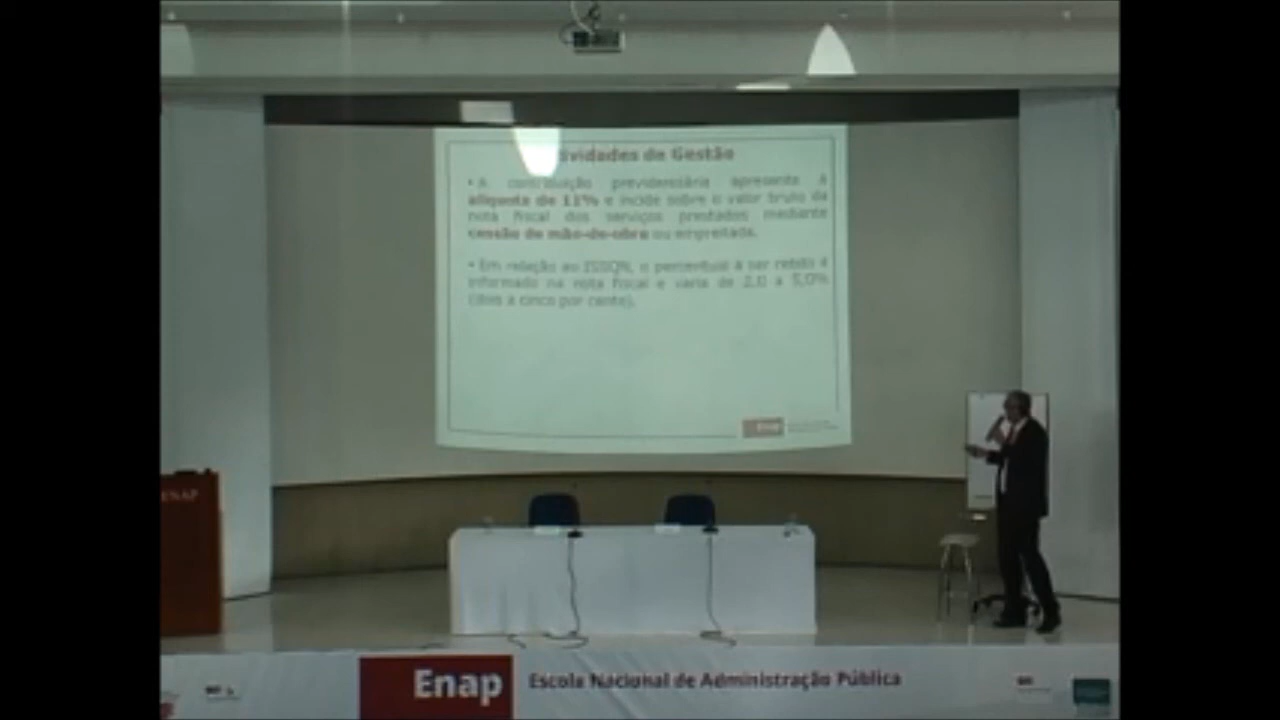 ividades de Gestão
• A contribuição previdenciária apresenta a
alíquota de 11% e incide sobre o valor bruto da
nota fiscal dos serviços prestados mediante
cessão de mão-de-obra ou empreitada.
• Em relação ao ISSQN, o percentual a ser retido é
informado na nota fiscal e varia de 2,0 a 5,0%
(dois a cinco por cento).
Enap
ENAP
Enap Escola Nacional de Administração Pública